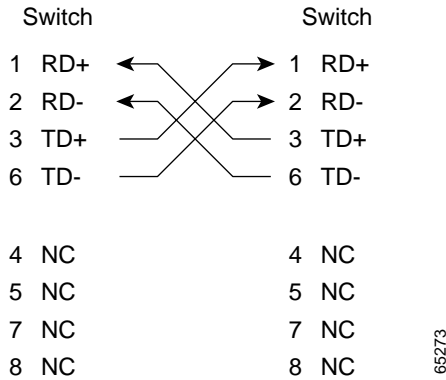 Switch Switch
1 RD+ 1 RD+
2 RD- 2 RD-
3 TD+ 3 TD+
6 TD- 6 TD-
4 NC 4 NC
5 NC 5 NC
7 NC 7 NC
8 NC 8 NC
65273